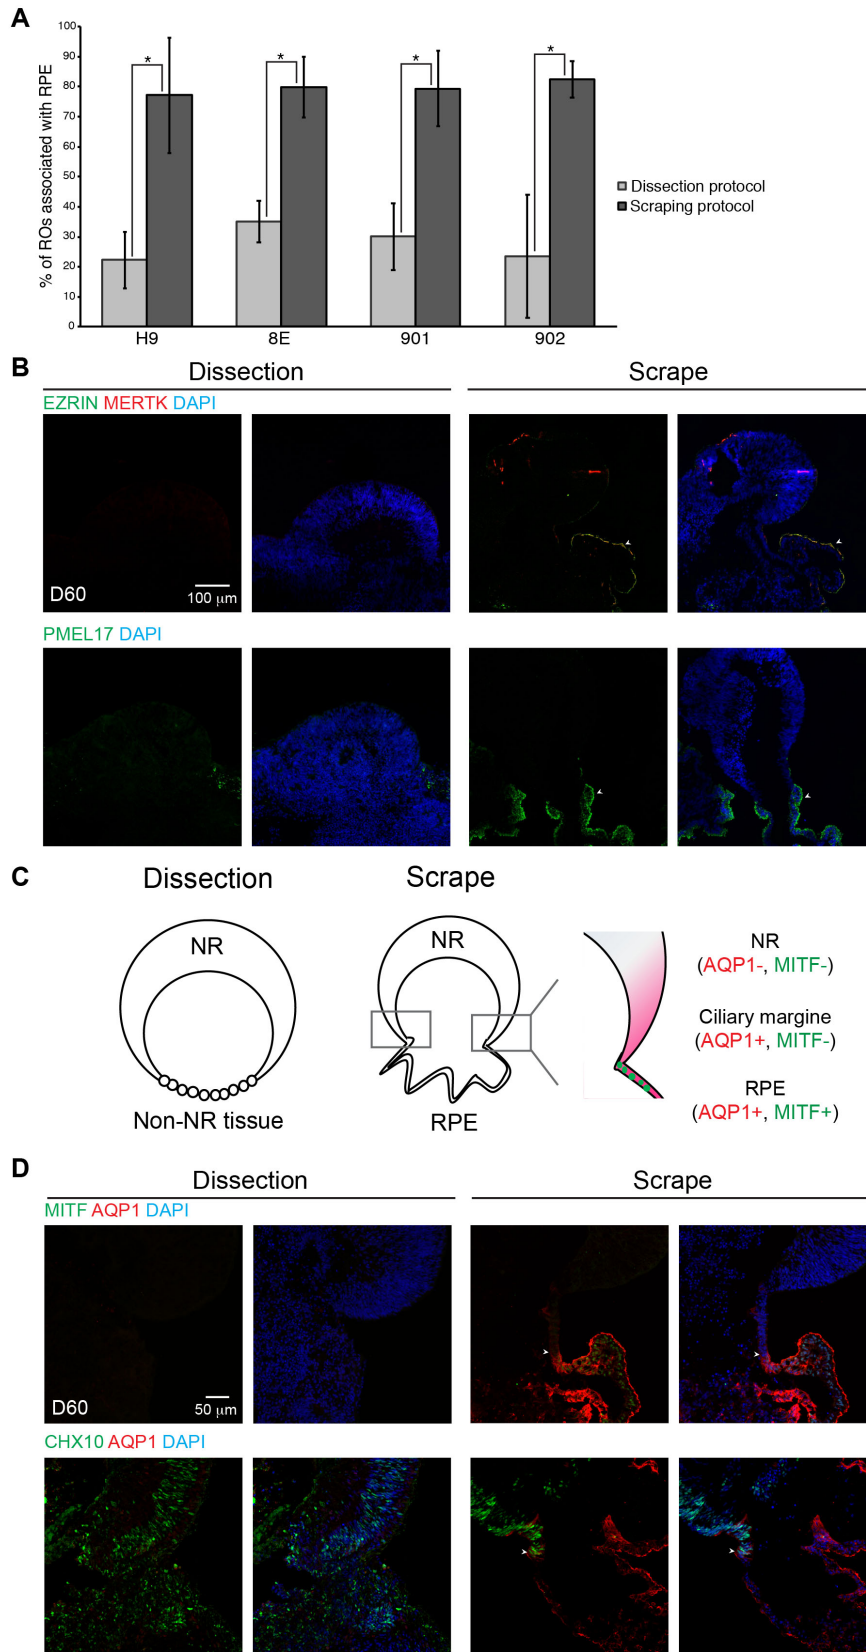 A
% of ROs associated with RPE
100
90
80
70
60
50
40
30
20
10
0
*
*
*
*
H9
8E
901
902
Dissection protocol
Scraping protocol
B
Dissection
Scrape
EZRIN MERTK DAPI
D60
100 μm
PMEL17 DAPI
C
Dissection
Scrape
NR
Non-NR tissue
NR
RPE
NR
(AQP1-, MITF-)
Ciliary margine
(AQP1+, MITF-)
RPE
(AQP1+, MITF+)
D
Dissection
Scrape
MITF AQP1 DAPI
D60
50 μm
CHX10 AQP1 DAPI